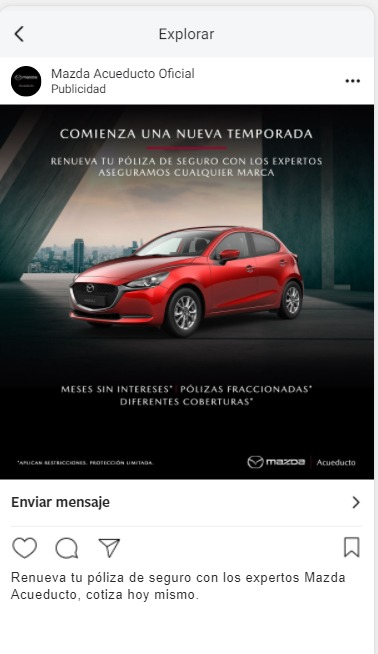 Explorar
Mazda Acueducto Oficial
Publicidad
COMIENZA UNA NUEVA TEMPORADA
RENUEVA TU PÓLIZA DE SEGURO CON LOS EXPERTOS
ASEGURAMOS CUALQUIER MARCA
MESES SIN INTERESES* | PÓLIZAS FRACCIONADAS*
DIFERENTES COBERTURAS*
*APLICAN RESTRICCIONES. PROTECCIÓN LIMITADA.
mazda | Acueducto
Enviar mensaje
Renueva tu póliza de seguro con los expertos Mazda
Acueducto, cotiza hoy mismo.